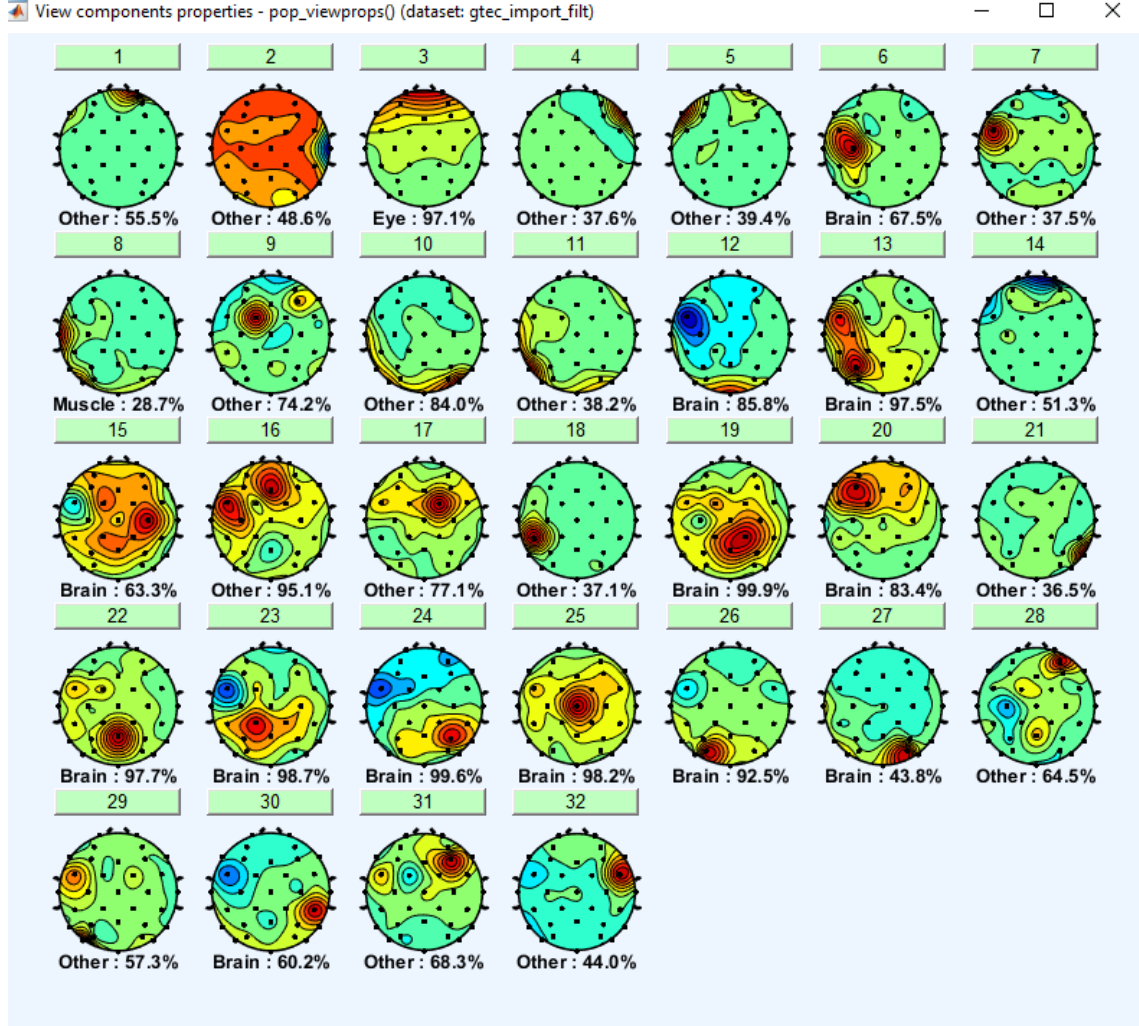 View components properties - pop_viewprops() (dataset: gtec_import_filt)
1 2 3 4 5 6 7
Other : 55.5% Other : 48.6% Eye : 97.1% Other : 37.6% Other : 39.4% Brain : 67.5% Other : 37.5%
8 9 10 11 12 13 14
Muscle : 28.7% Other : 74.2% Other : 84.0% Other : 38.2% Brain : 85.8% Brain : 97.5% Other : 51.3%
15 16 17 18 19 20 21
Brain : 63.3% Other : 95.1% Other : 77.1% Other : 37.1% Brain : 99.9% Brain : 83.4% Other : 36.5%
22 23 24 25 26 27 28
Brain : 97.7% Brain : 98.7% Brain : 99.6% Brain : 98.2% Brain : 92.5% Brain : 43.8% Other : 64.5%
29 30 31 32
Other : 57.3% Brain : 60.2% Other : 68.3% Other : 44.0%